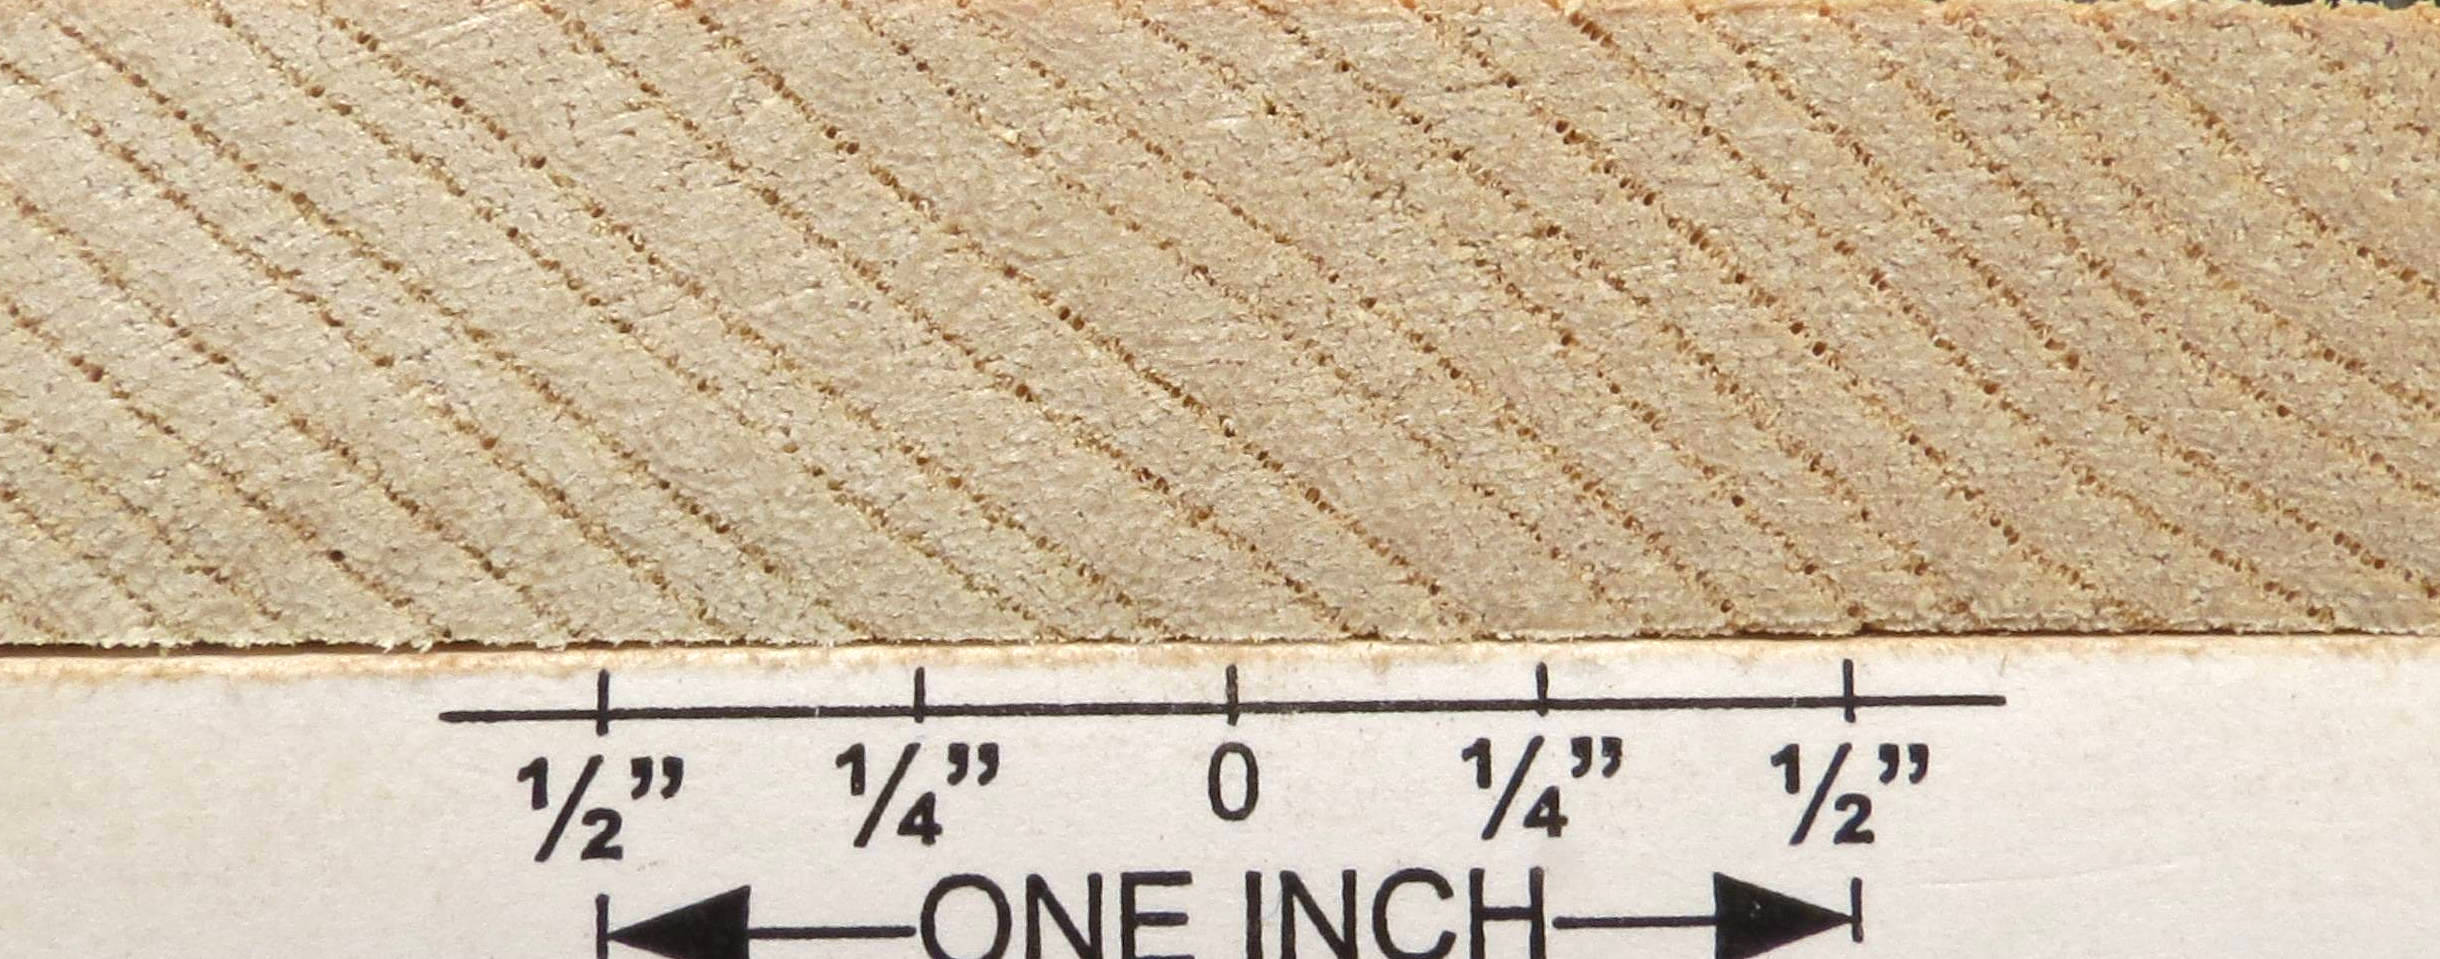 ½” ¼” 0 ¼” ½”
ONE INCH